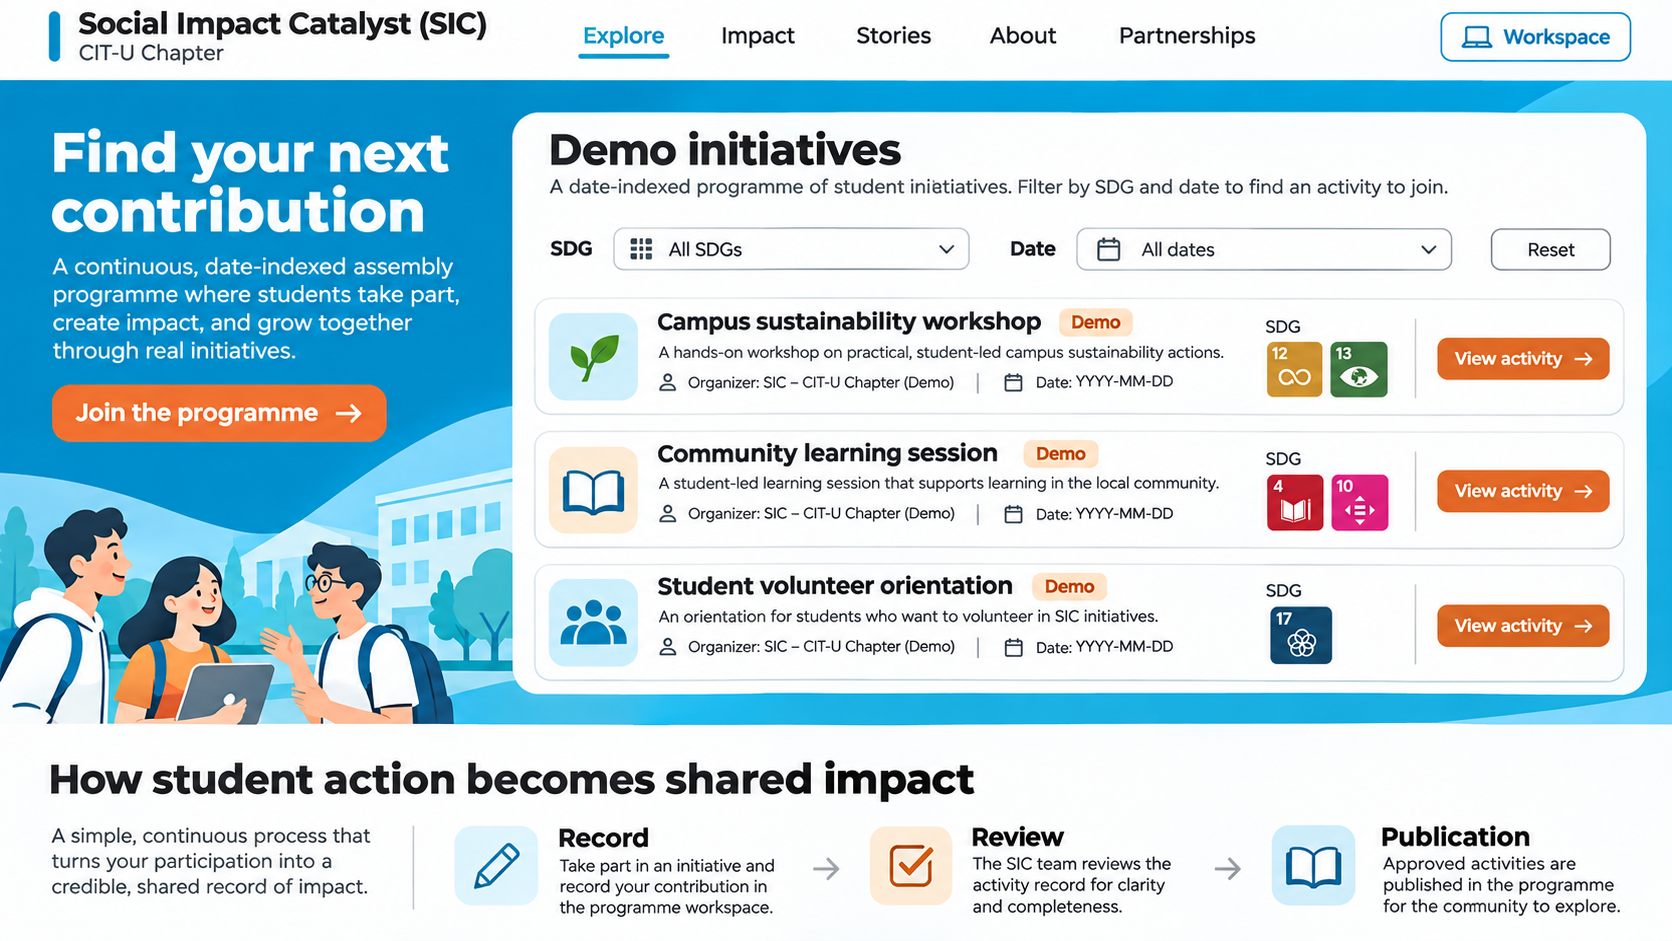 Social Impact Catalyst (SIC)
CIT-U Chapter
Explore
Impact
Stories
About
Partnerships
Workspace
Find your next
contribution
A continuous, date-indexed assembly
programme where students take part,
create impact, and grow together
through real initiatives.
Join the programme →
Demo initiatives
A date-indexed programme of student iniatiatives. Filter by SDG and date to find an activity to join.
SDG
All SDGs
Date
All dates
Reset
Campus sustainability workshop
Demo
A hands-on workshop on practical, student-led campus sustainability actions.
Organizer: SIC – CIT-U Chapter (Demo)
Date: YYYY-MM-DD
SDG
12
13
View activity →
Community learning session
Demo
A student-led learning session that supports learning in the local community.
Organizer: SIC – CIT-U Chapter (Demo)
Date: YYYY-MM-DD
SDG
4
10
View activity →
Student volunteer orientation
Demo
An orientation for students who want to volunteer in SIC initiatives.
Organizer: SIC – CIT-U Chapter (Demo)
Date: YYYY-MM-DD
SDG
17
View activity →
How student action becomes shared impact
A simple, continuous process that
turns your participation into a
credible, shared record of impact.
Record
Take part in an initiative and
record your contribution in
the programme workspace.
→
Review
The SIC team reviews the
activity record for clarity
and completeness.
→
Publication
Approved activities are
published in the programme
for the community to explore.